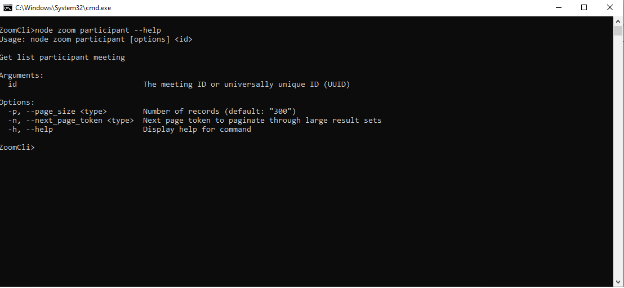 C:\Windows\System32\cmd.exe
ZoomCli>node zoom participant --help
Usage: node zoom participant [options] <id>
Get list participant meeting
Arguments:
id The meeting ID or universally unique ID (UUID)
Options:
-p, --page_size <type> Number of records (default: "300")
-n, --next_page_token <type> Next page token to paginate through large result sets
-h, --help Display help for command
ZoomCli>